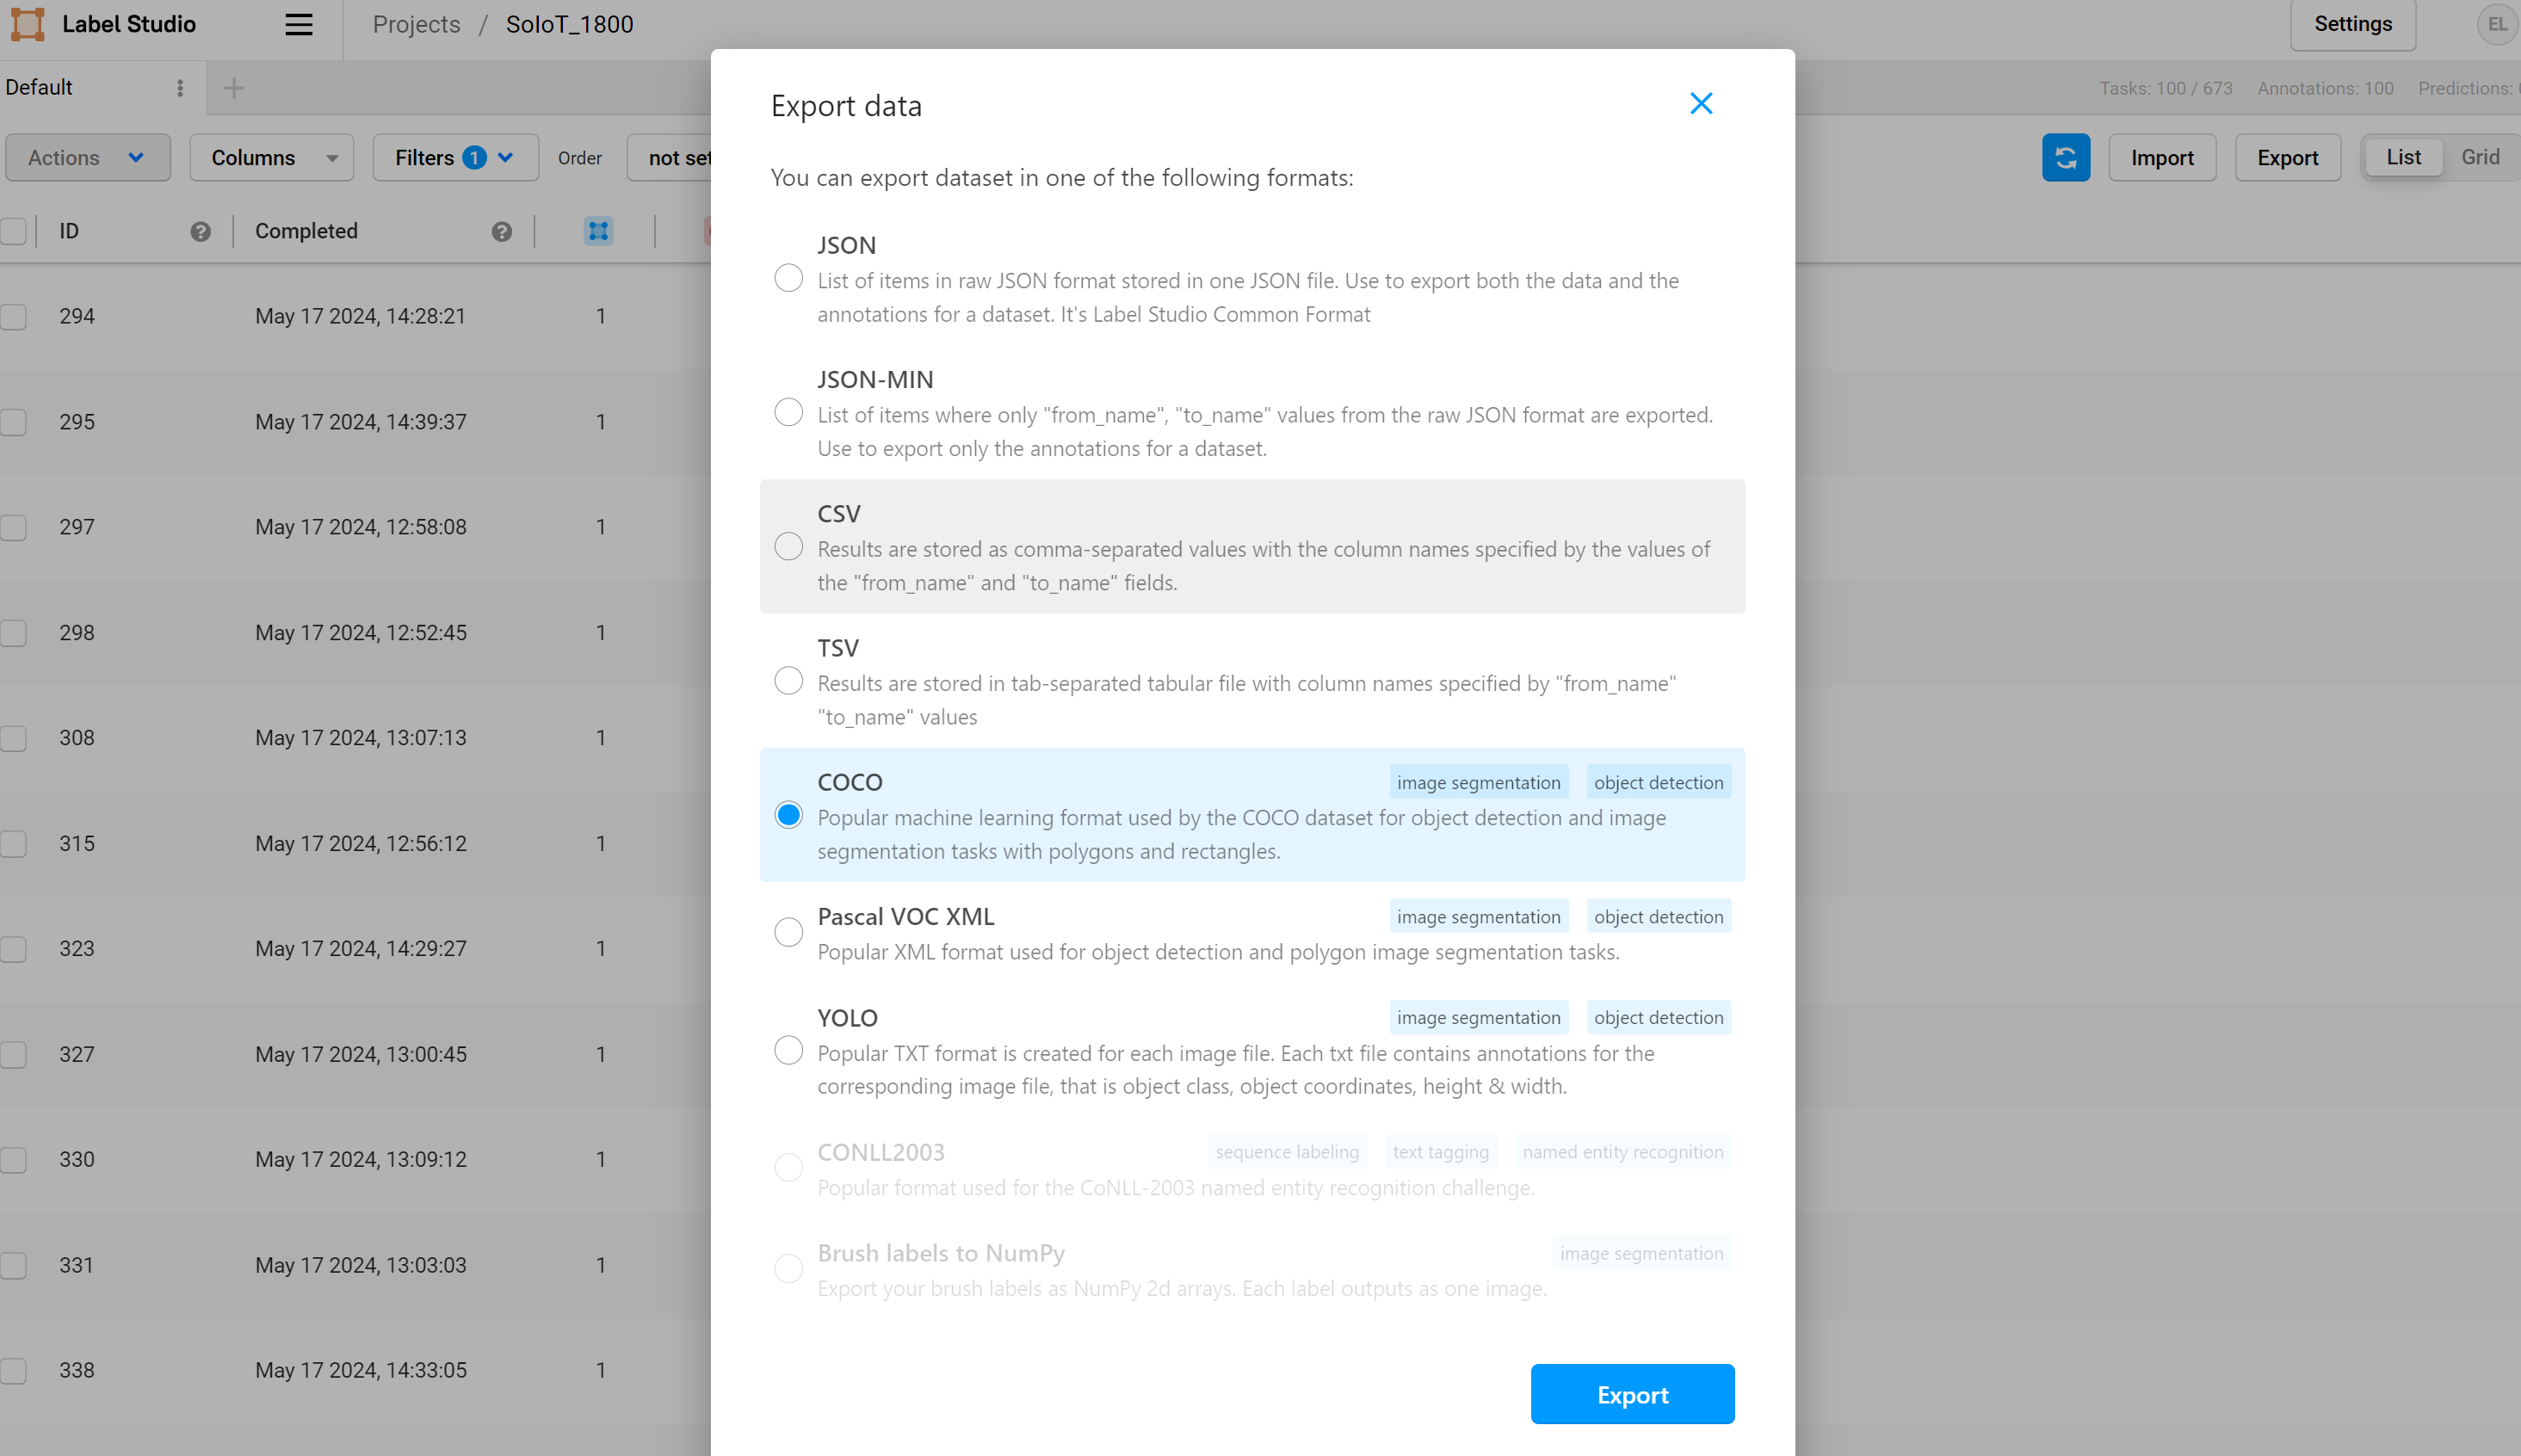 Label Studio
Projects / SoIoT_1800
Settings
EL
Default
Tasks: 100 / 673 Annotations: 100 Predictions:
Actions Columns Filters 1 Order not set
Import Export List Grid
ID Completed
294 May 17 2024, 14:28:21 1
295 May 17 2024, 14:39:37 1
297 May 17 2024, 12:58:08 1
298 May 17 2024, 12:52:45 1
308 May 17 2024, 13:07:13 1
315 May 17 2024, 12:56:12 1
323 May 17 2024, 14:29:27 1
327 May 17 2024, 13:00:45 1
330 May 17 2024, 13:09:12 1
331 May 17 2024, 13:03:03 1
338 May 17 2024, 14:33:05 1
Export data
You can export dataset in one of the following formats:
JSON
List of items in raw JSON format stored in one JSON file. Use to export both the data and the
annotations for a dataset. It's Label Studio Common Format
JSON-MIN
List of items where only "from_name", "to_name" values from the raw JSON format are exported.
Use to export only the annotations for a dataset.
CSV
Results are stored as comma-separated values with the column names specified by the values of
the "from_name" and "to_name" fields.
TSV
Results are stored in tab-separated tabular file with column names specified by "from_name"
"to_name" values
COCO image segmentation object detection
Popular machine learning format used by the COCO dataset for object detection and image
segmentation tasks with polygons and rectangles.
Pascal VOC XML image segmentation object detection
Popular XML format used for object detection and polygon image segmentation tasks.
YOLO image segmentation object detection
Popular TXT format is created for each image file. Each txt file contains annotations for the
corresponding image file, that is object class, object coordinates, height & width.
CONLL2003 sequence labeling text tagging named entity recognition
Popular format used for the CoNLL-2003 named entity recognition challenge.
Brush labels to NumPy image segmentation
Export your brush labels as NumPy 2d arrays. Each label outputs as one image.
Export